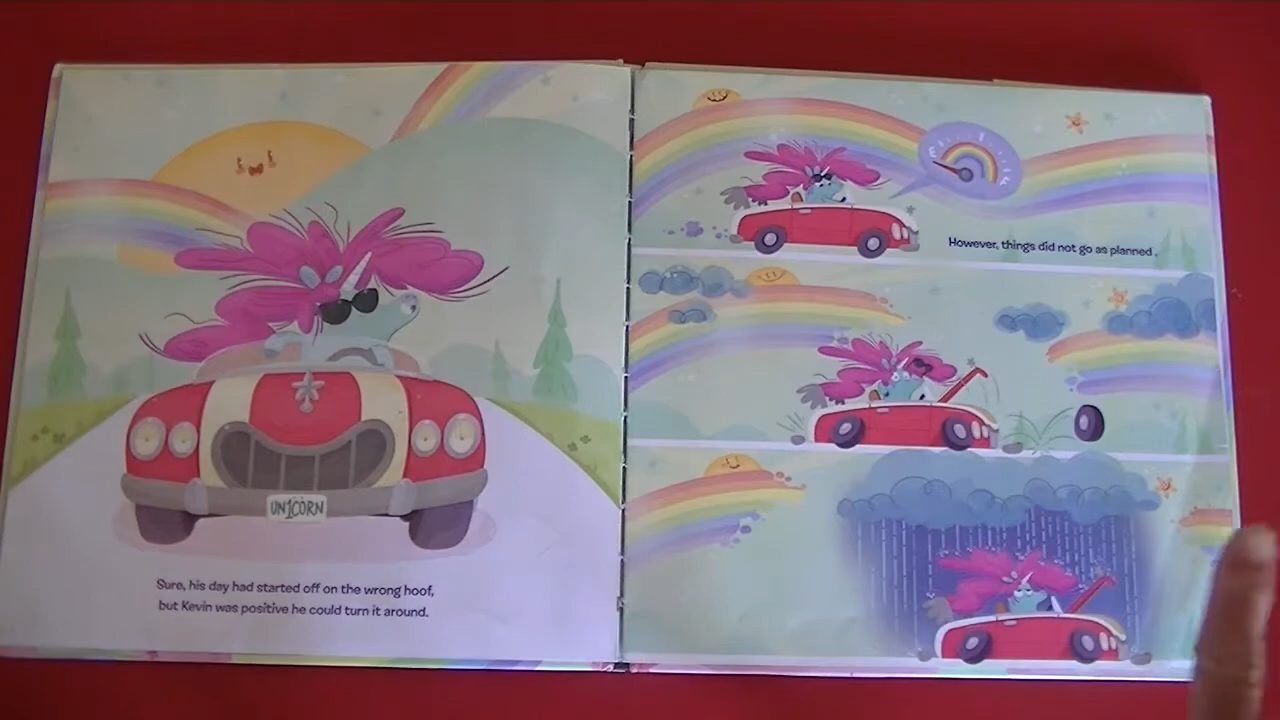 UN1CORN
Sure, his day had started off on the wrong hoof,
but Kevin was positive he could turn it around.
However, things did not go as planned.